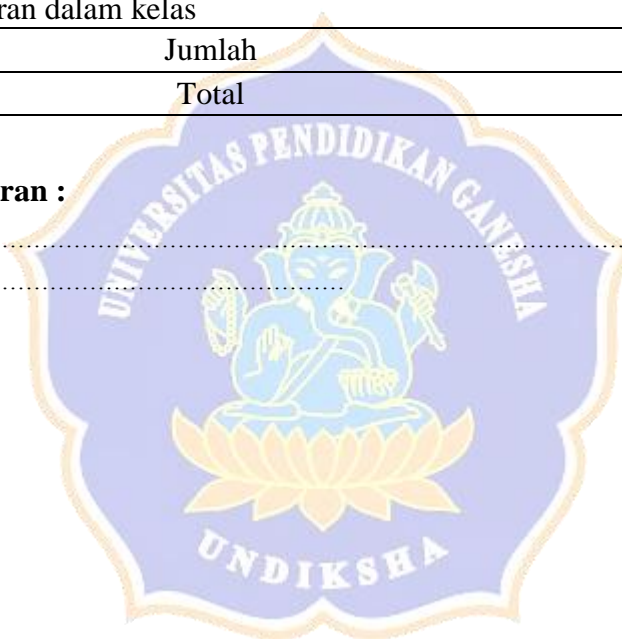 ran dalam kelas
Jumlah
Total
ran :
....................................................................................................................
...............................................................
UNIVERSITAS PENDIDIKAN GANESHA
UNDIKSHA